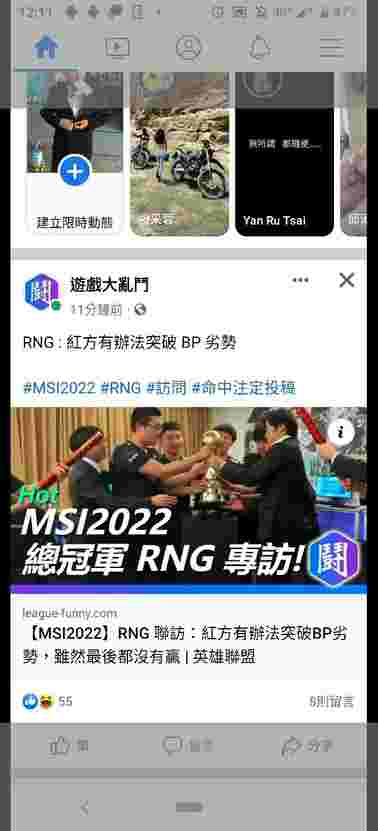 12:11
建立限時動態
Yan Ru Tsai
遊戲大亂鬥
11分鐘前
RNG : 紅方有辦法突破 BP 劣勢
#MSI2022 #RNG #訪問 #命中注定投稿
Hot
MSI2022
總冠軍 RNG 專訪!
鬪
league-funny.com
【MSI2022】RNG 聯訪：紅方有辦法突破BP劣
勢，雖然最後都沒有贏 | 英雄聯盟
55
8則留言
留言
分享